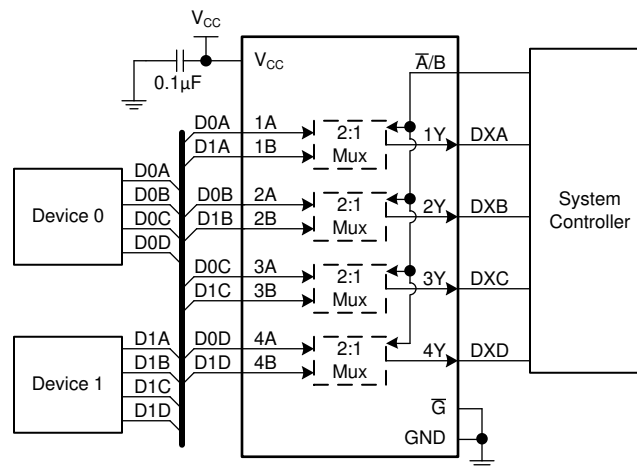 V_CC
0.1µF
V_CC
A̅/B
D0A 1A
D1A 1B
2:1
Mux
1Y DXA
D0B 2A
D1B 2B
2:1
Mux
2Y DXB
D0C 3A
D1C 3B
2:1
Mux
3Y DXC
D0D 4A
D1D 4B
2:1
Mux
4Y DXD
G̅
GND
Device 0
D0A
D0B
D0C
D0D
Device 1
D1A
D1B
D1C
D1D
System
Controller